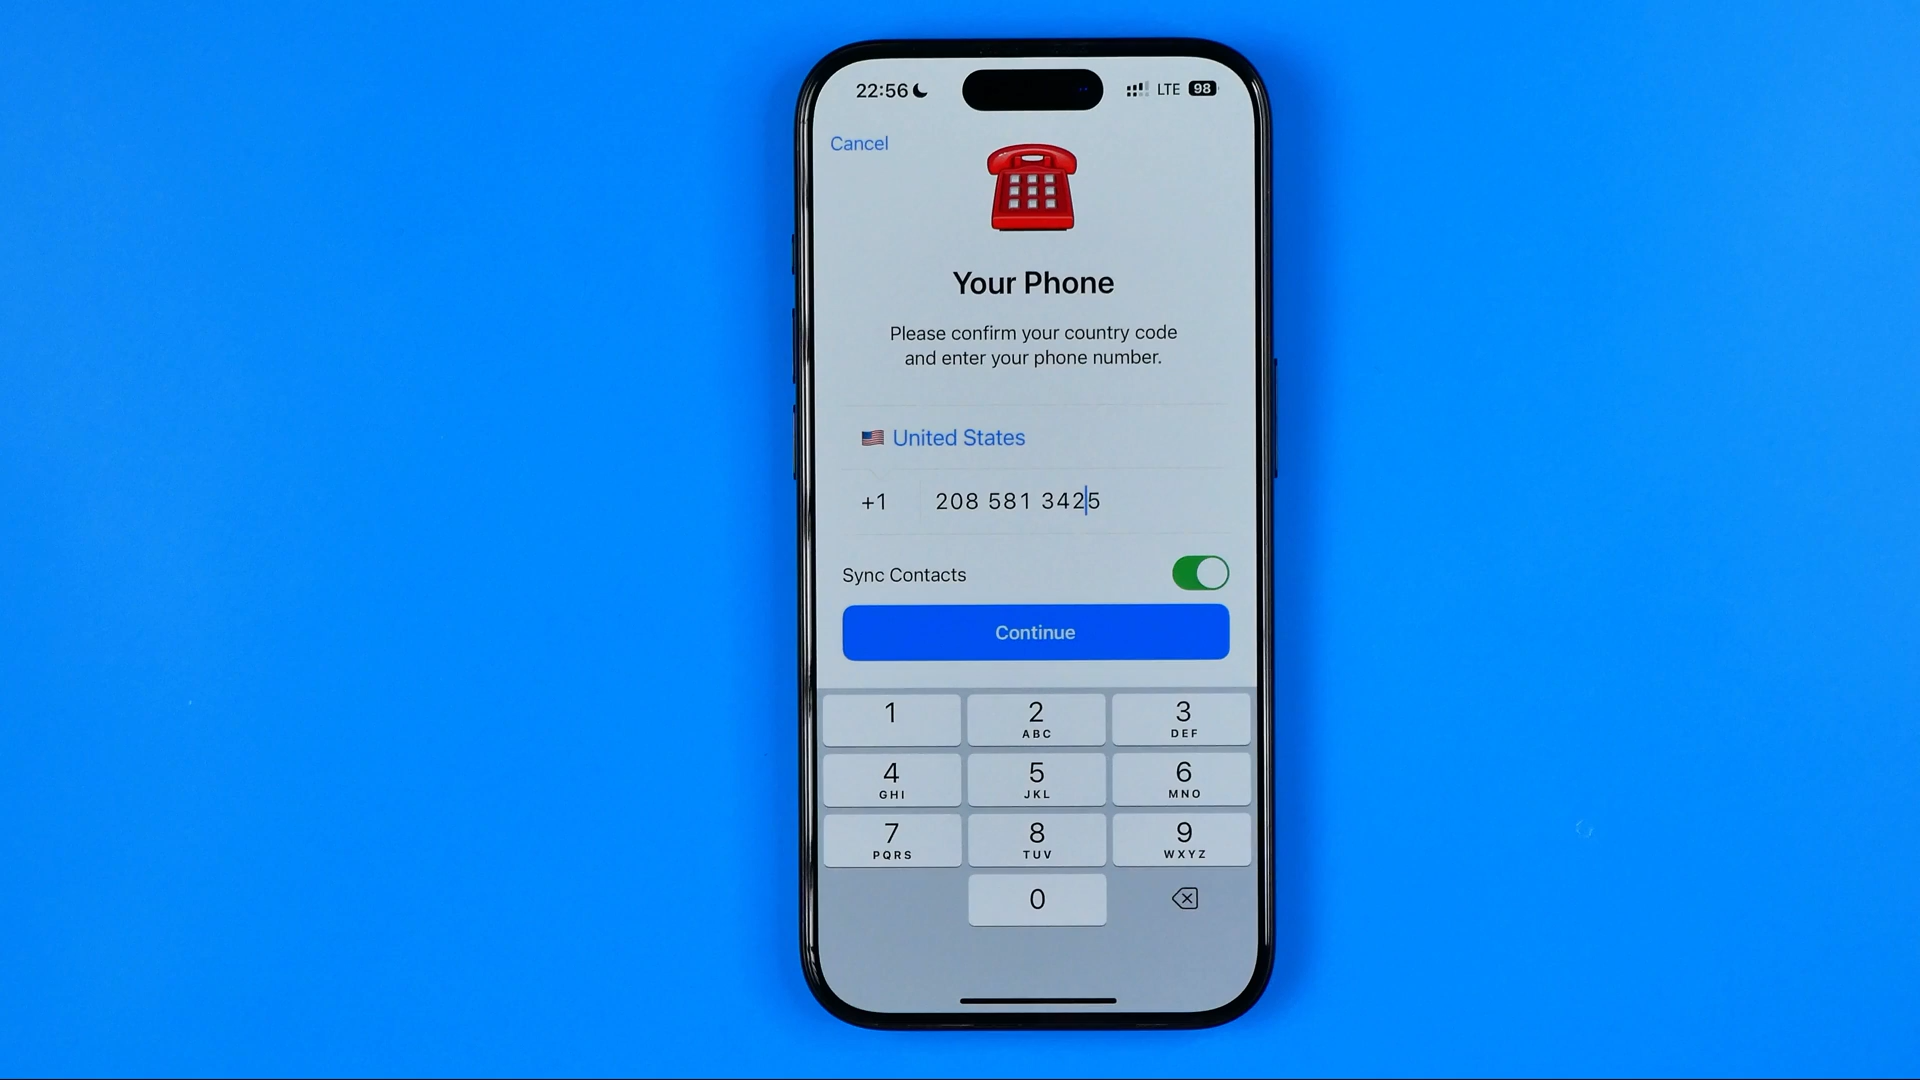 22:56 LTE 98
Cancel
Your Phone
Please confirm your country code
and enter your phone number.
United States
+1 208 581 3425
Sync Contacts
Continue
1 2 3
ABC DEF
4 5 6
GHI JKL MNO
7 8 9
PQRS TUV WXYZ
0